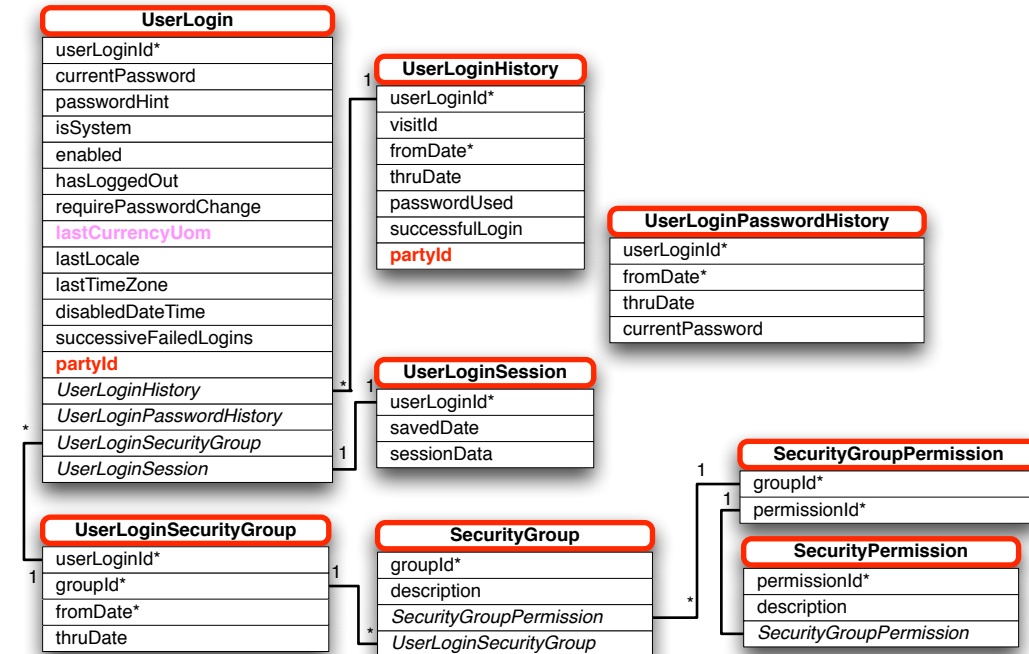 UserLogin
userLoginId*
currentPassword
passwordHint
isSystem
enabled
hasLoggedOut
requirePasswordChange
lastCurrencyUom
lastLocale
lastTimeZone
disabledDateTime
successiveFailedLogins
partyId
UserLoginHistory
*
UserLoginPasswordHistory
*
UserLoginSecurityGroup
UserLoginSession
1
1
UserLoginHistory
userLoginId*
visitId
fromDate*
thruDate
passwordUsed
successfulLogin
partyId
UserLoginPasswordHistory
userLoginId*
fromDate*
thruDate
currentPassword
1
UserLoginSession
userLoginId*
savedDate
sessionData
UserLoginSecurityGroup
userLoginId*
1
groupId*
1
fromDate*
thruDate
SecurityGroup
groupId*
description
SecurityGroupPermission
*
*
UserLoginSecurityGroup
SecurityGroupPermission
1
groupId*
1
permissionId*
SecurityPermission
permissionId*
description
SecurityGroupPermission